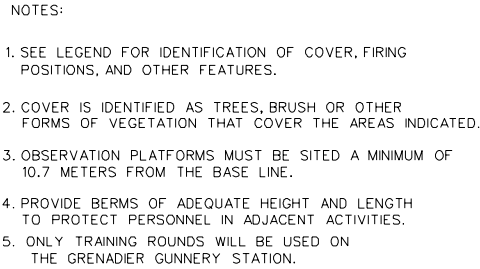 NOTES:
1. SEE LEGEND FOR IDENTIFICATION OF COVER, FIRING
POSITIONS, AND OTHER FEATURES.
2. COVER IS IDENTIFIED AS TREES, BRUSH OR OTHER
FORMS OF VEGETATION THAT COVER THE AREAS INDICATED.
3. OBSERVATION PLATFORMS MUST BE SITED A MINIMUM OF
10.7 METERS FROM THE BASE LINE.
4. PROVIDE BERMS OF ADEQUATE HEIGHT AND LENGTH
TO PROTECT PERSONNEL IN ADJACENT ACTIVITIES.
5. ONLY TRAINING ROUNDS WILL BE USED ON
THE GRENADIER GUNNERY STATION.